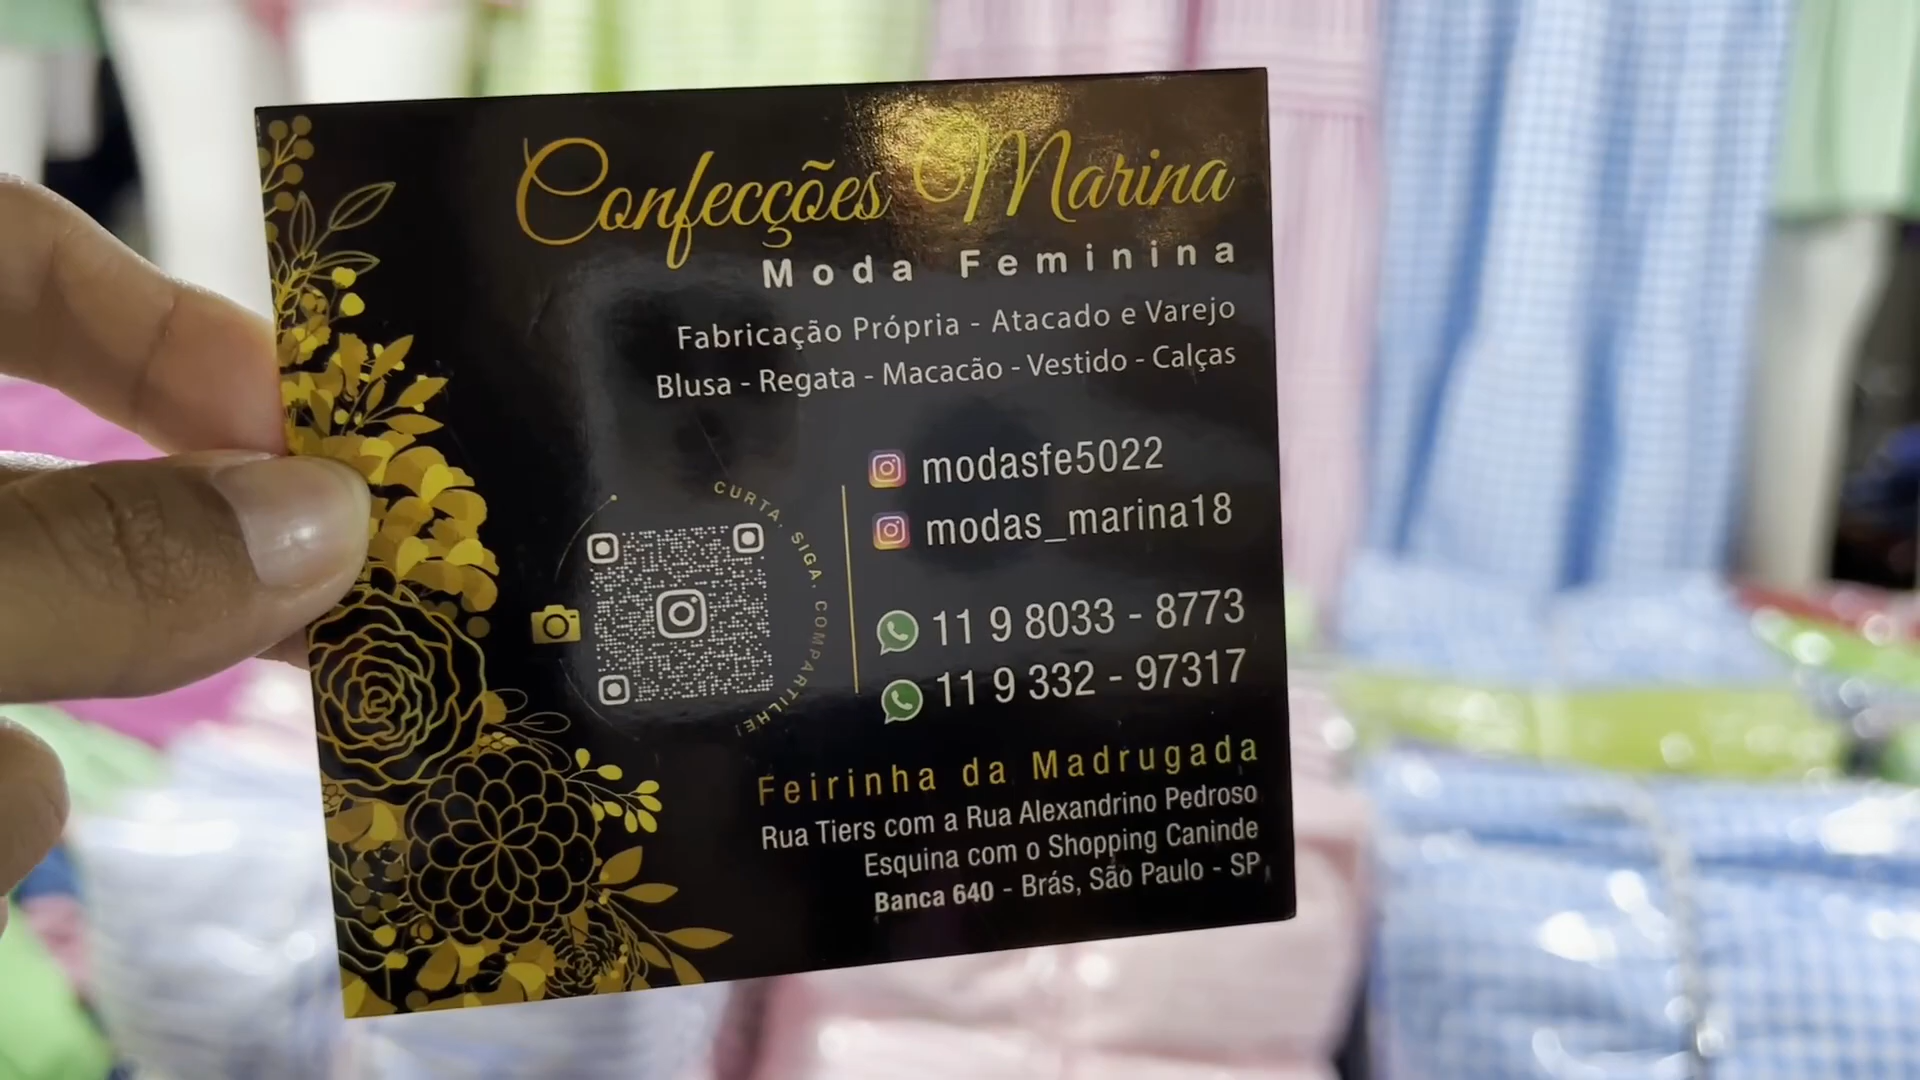 Confecções Marina
Moda Feminina
Fabricação Própria - Atacado e Varejo
Blusa - Regata - Macacão - Vestido - Calças
modasfe5022
modas_marina18
CURTA, SIGA, COMPARTILHE!
11 9 8033 - 8773
11 9 332 - 97317
Feirinha da Madrugada
Rua Tiers com a Rua Alexandrino Pedroso
Esquina com o Shopping Caninde
Banca 640 - Brás, São Paulo - SP